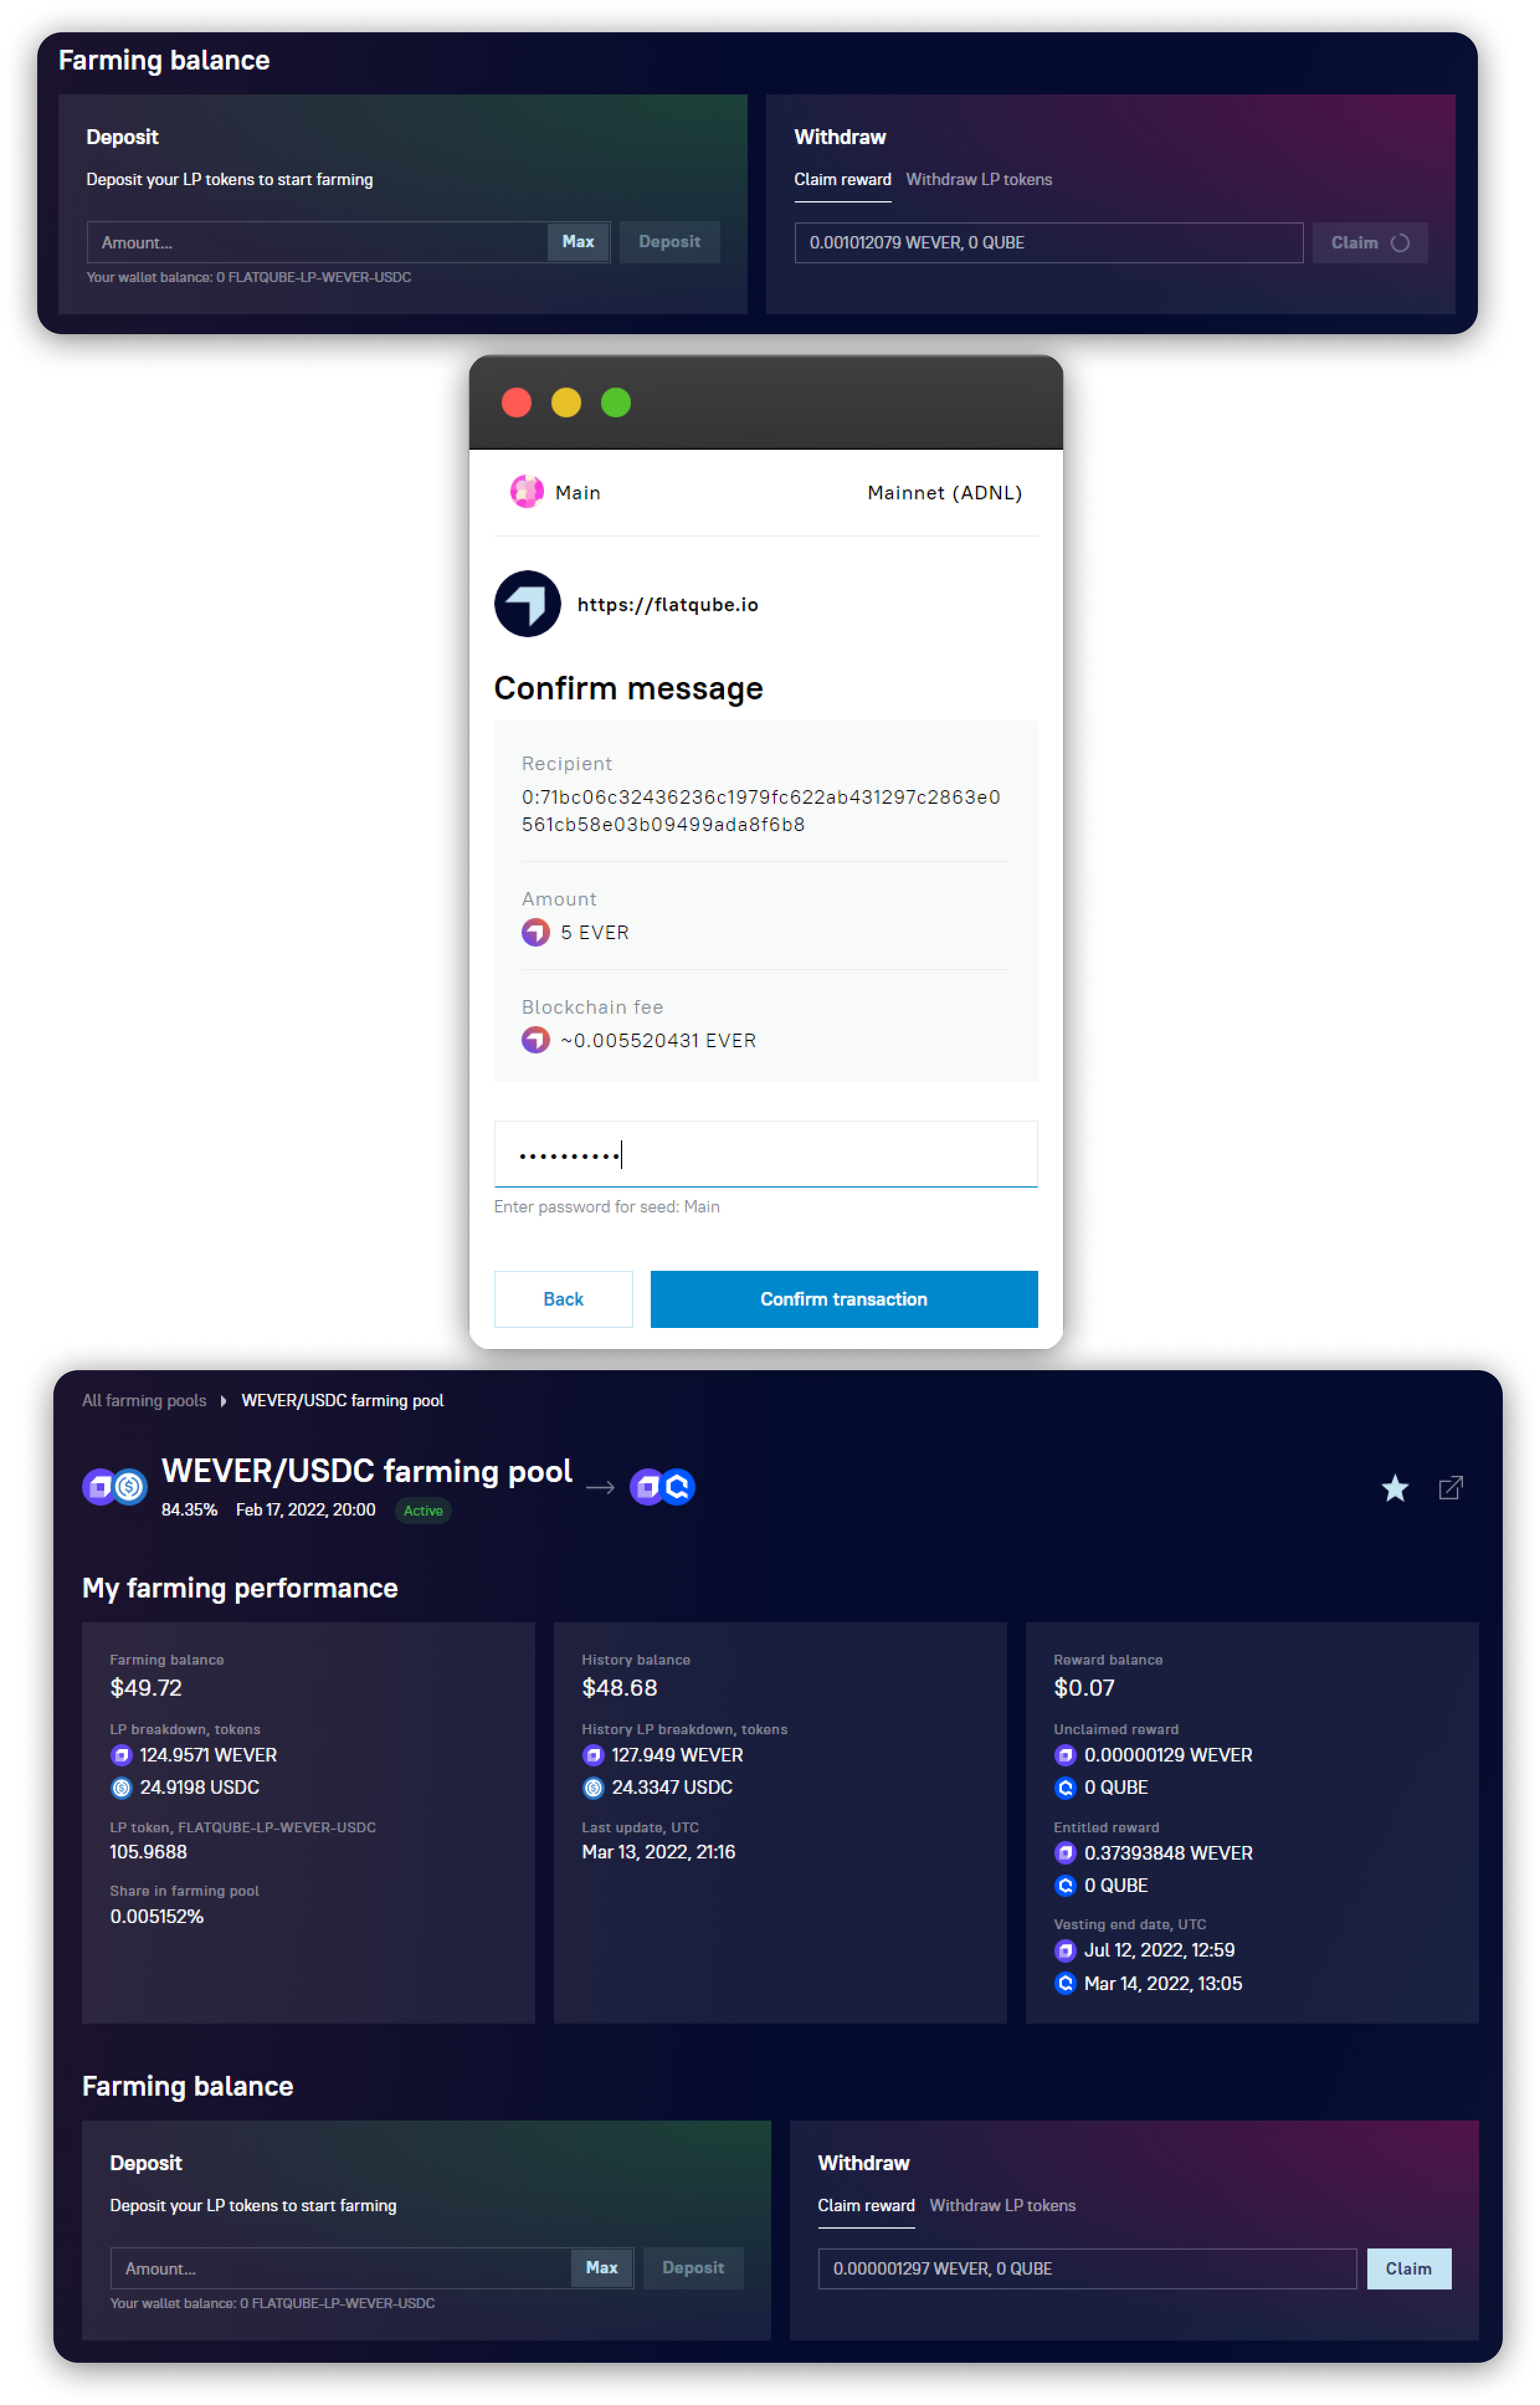 Farming balance
Deposit
Deposit your LP tokens to start farming
Amount...
Max
Deposit
Your wallet balance: 0 FLATQUBE-LP-WEVER-USDC
Withdraw
Claim reward
Withdraw LP tokens
0.001012079 WEVER, 0 QUBE
Claim
Main
Mainnet (ADNL)
https://flatqube.io
Confirm message
Recipient
0:71bc06c32436236c1979fc622ab431297c2863e0
561cb58e03b09499ada8f6b8
Amount
5 EVER
Blockchain fee
~0.005520431 EVER
Enter password for seed: Main
Back
Confirm transaction
All farming pools
WEVER/USDC farming pool
WEVER/USDC farming pool
84.35% Feb 17, 2022, 20:00 Active
My farming performance
Farming balance
$49.72
LP breakdown, tokens
124.9571 WEVER
24.9198 USDC
LP token, FLATQUBE-LP-WEVER-USDC
105.9688
Share in farming pool
0.005152%
History balance
$48.68
History LP breakdown, tokens
127.949 WEVER
24.3347 USDC
Last update, UTC
Mar 13, 2022, 21:16
Reward balance
$0.07
Unclaimed reward
0.00000129 WEVER
0 QUBE
Entitled reward
0.37393848 WEVER
0 QUBE
Vesting end date, UTC
Jul 12, 2022, 12:59
Mar 14, 2022, 13:05
Farming balance
Deposit
Deposit your LP tokens to start farming
Amount...
Max
Deposit
Your wallet balance: 0 FLATQUBE-LP-WEVER-USDC
Withdraw
Claim reward
Withdraw LP tokens
0.000001297 WEVER, 0 QUBE
Claim